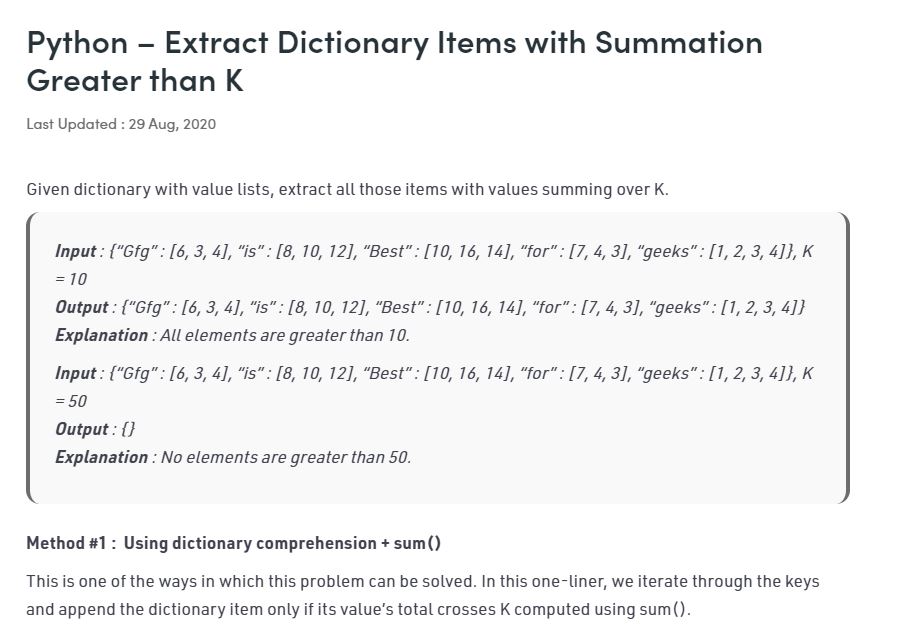 Python – Extract Dictionary Items with Summation
Greater than K
Last Updated : 29 Aug, 2020
Given dictionary with value lists, extract all those items with values summing over K.
Input : {“Gfg” : [6, 3, 4], “is” : [8, 10, 12], “Best” : [10, 16, 14], “for” : [7, 4, 3], “geeks” : [1, 2, 3, 4]}, K
= 10
Output : {“Gfg” : [6, 3, 4], “is” : [8, 10, 12], “Best” : [10, 16, 14], “for” : [7, 4, 3], “geeks” : [1, 2, 3, 4]}
Explanation : All elements are greater than 10.
Input : {“Gfg” : [6, 3, 4], “is” : [8, 10, 12], “Best” : [10, 16, 14], “for” : [7, 4, 3], “geeks” : [1, 2, 3, 4]}, K
= 50
Output : {}
Explanation : No elements are greater than 50.
Method #1 : Using dictionary comprehension + sum()
This is one of the ways in which this problem can be solved. In this one-liner, we iterate through the keys
and append the dictionary item only if its value’s total crosses K computed using sum().